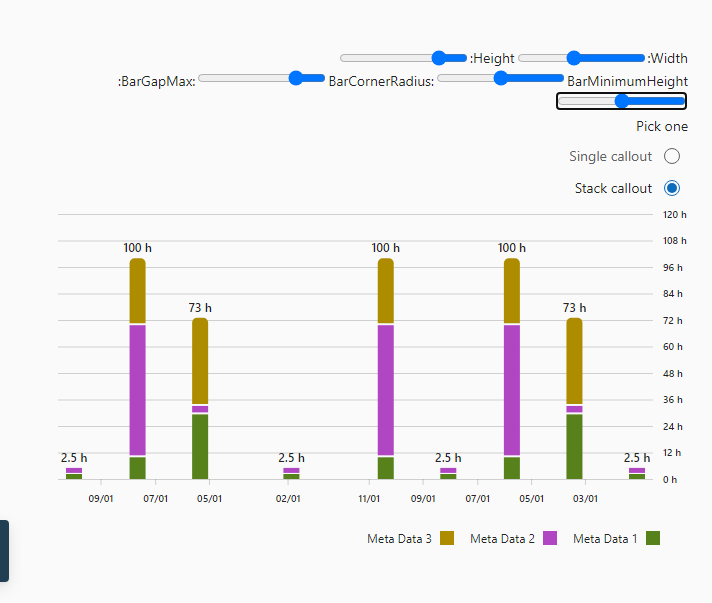 :Height :Width
:BarGapMax: BarCornerRadius: BarMinimumHeight
Pick one
Single callout
Stack callout
120 h
108 h
96 h
84 h
72 h
60 h
48 h
36 h
24 h
12 h
0 h
100 h 100 h 100 h
73 h 73 h
2.5 h 2.5 h 2.5 h 2.5 h
09/01 07/01 05/01 02/01 11/01 09/01 07/01 05/01 03/01
Meta Data 3 Meta Data 2 Meta Data 1